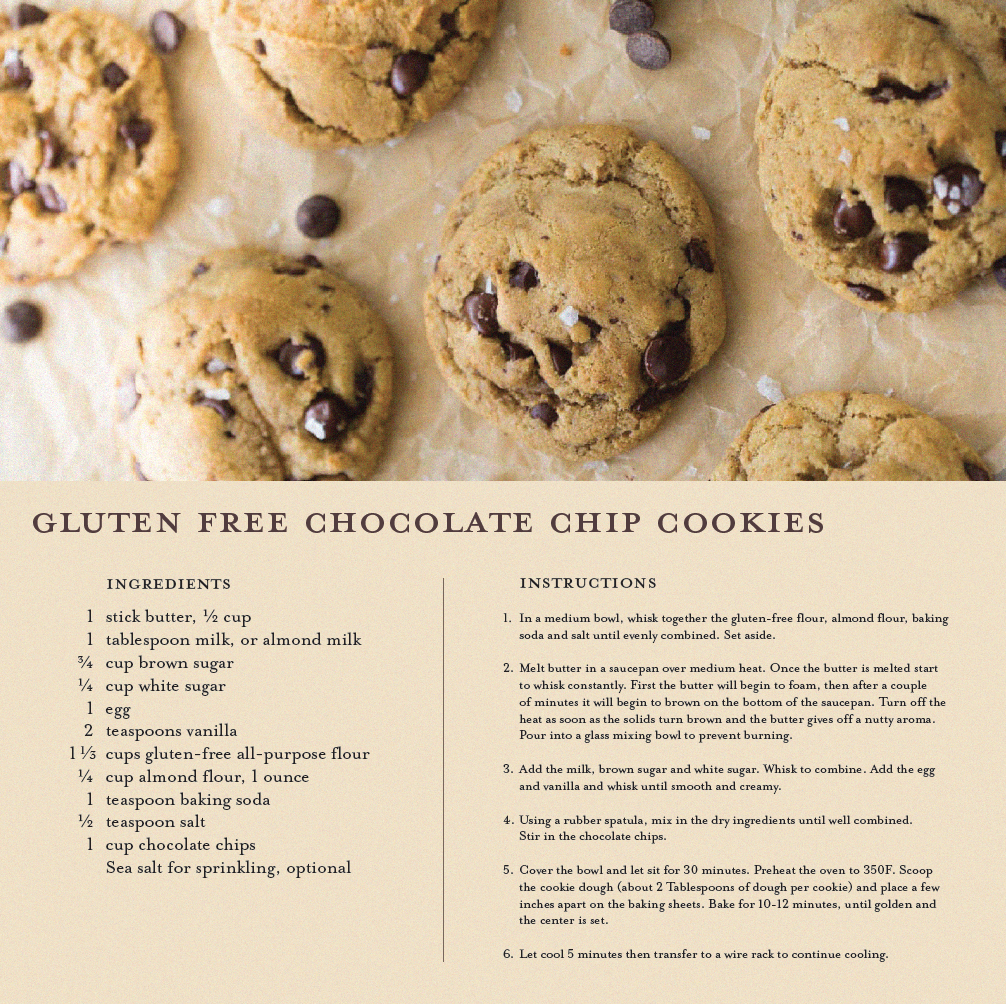 GLUTEN FREE CHOCOLATE CHIP COOKIES
INGREDIENTS
1 stick butter, ½ cup
1 tablespoon milk, or almond milk
¾ cup brown sugar
¼ cup white sugar
1 egg
2 teaspoons vanilla
1 ⅓ cups gluten-free all-purpose flour
¼ cup almond flour, 1 ounce
1 teaspoon baking soda
½ teaspoon salt
1 cup chocolate chips
Sea salt for sprinkling, optional
INSTRUCTIONS
1. In a medium bowl, whisk together the gluten-free flour, almond flour, baking
soda and salt until evenly combined. Set aside.
2. Melt butter in a saucepan over medium heat. Once the butter is melted start
to whisk constantly. First the butter will begin to foam, then after a couple
of minutes it will begin to brown on the bottom of the saucepan. Turn off the
heat as soon as the solids turn brown and the butter gives off a nutty aroma.
Pour into a glass mixing bowl to prevent burning.
3. Add the milk, brown sugar and white sugar. Whisk to combine. Add the egg
and vanilla and whisk until smooth and creamy.
4. Using a rubber spatula, mix in the dry ingredients until well combined.
Stir in the chocolate chips.
5. Cover the bowl and let sit for 30 minutes. Preheat the oven to 350F. Scoop
the cookie dough (about 2 Tablespoons of dough per cookie) and place a few
inches apart on the baking sheets. Bake for 10-12 minutes, until golden and
the center is set.
6. Let cool 5 minutes then transfer to a wire rack to continue cooling.